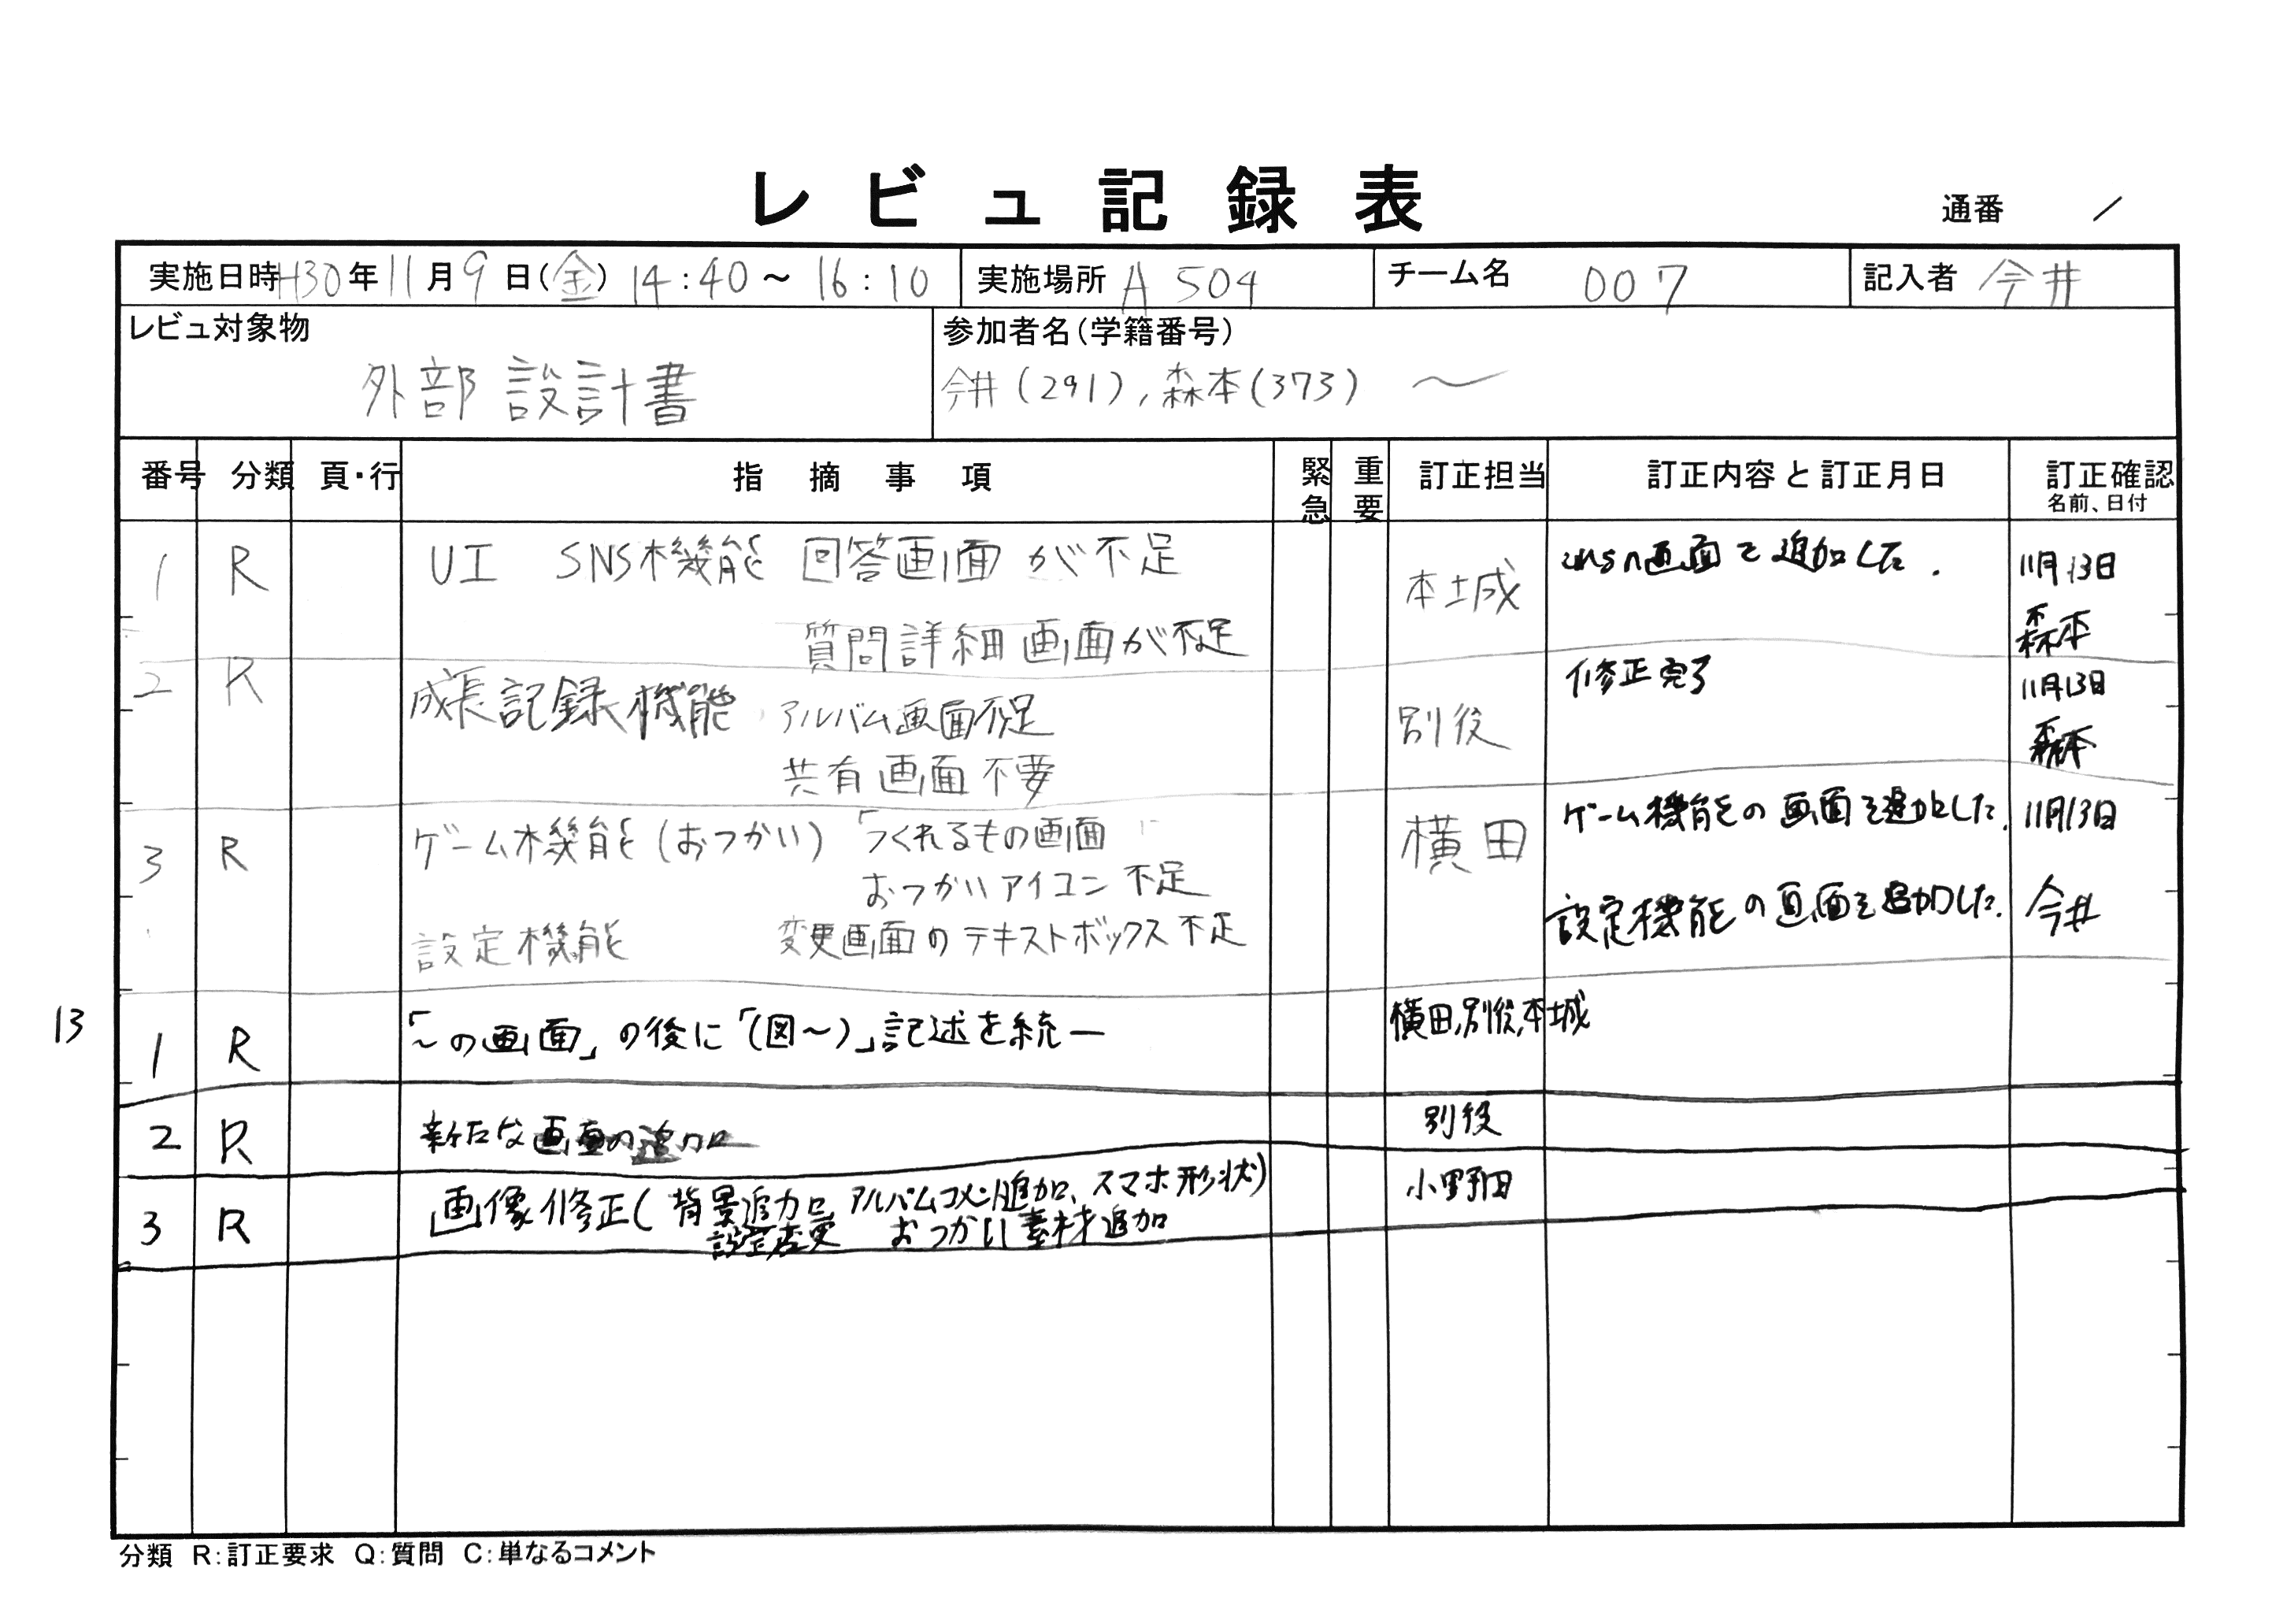 レビュ記録表
通番 /
実施日時 H30年11月9日(金) 14:40～16:10 実施場所 A504 チーム名 007 記入者 今井
レビュ対象物 参加者名(学籍番号)
外部設計書 今井(291),森本(373) ～
番号 分類 頁・行 指摘事項 緊急 重要 訂正担当 訂正内容と訂正月日 訂正確認
名前、日付
1 R UI SNS機能 回答画面が不足 本城 画面を追加した. 11月13日
質問詳細画面が不足 森本
2 R 成長記録機能 アルバム画面不足 別役 修正完了 11月13日
共有画面不要 森本
3 R ゲーム機能(おつかい) 「つくれるもの画面 横田 ゲーム機能の画面を追加した. 11月13日
おつかいアイコン不足
設定機能 変更画面のテキストボックス不足 設定機能の画面を追加した. 今井
13
1 R 「～の画面」の後に「(図～)」記述を統一 横田,別役,本城
2 R 新たな画面の追加 別役
3 R 画像修正(背景追加 アルバムコメント追加、スマホ形状) 小野田
設定変更 おつかい素材追加
分類 R:訂正要求 Q:質問 C:単なるコメント